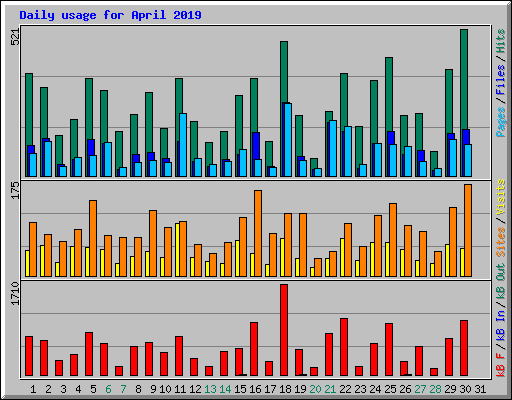 Daily usage for April 2019
521
Pages / Files / Hits
175
Sites / Visits
1710
kB F / kB In / kB Out
1 2 3 4 5 6 7 8 9 10 11 12 13 14 15 16 17 18 19 20 21 22 23 24 25 26 27 28 29 30 31